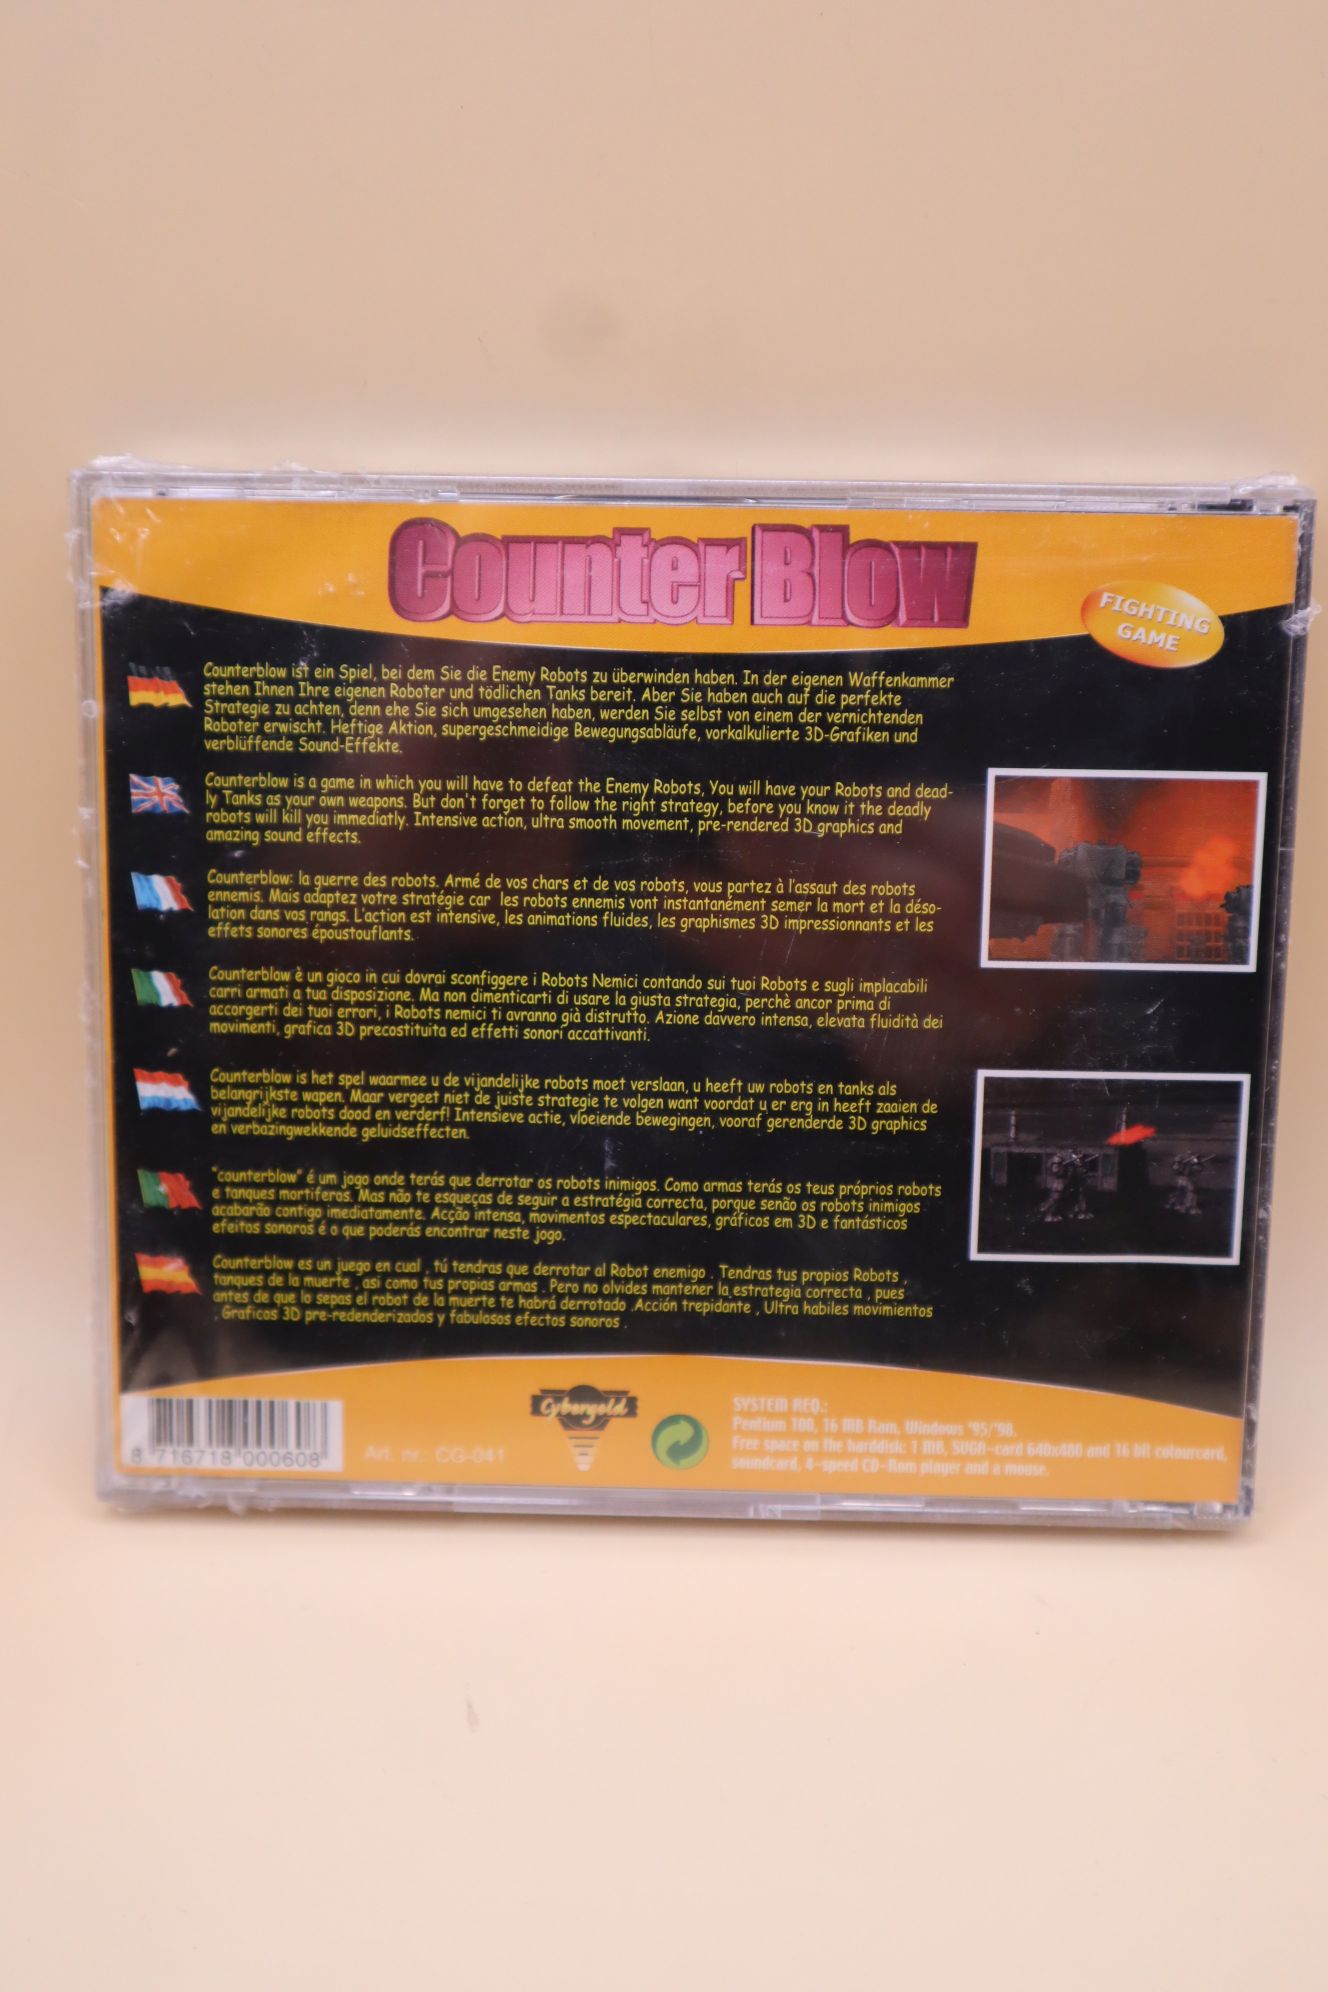 Counter Blow
FIGHTING
GAME
Counterblow ist ein Spiel, bei dem Sie die Enemy Robots zu überwinden haben. In der eigenen Waffenkammer
stehen Ihnen Ihre eigenen Roboter und tödlichen Tanks bereit. Aber Sie haben auch auf die perfekte
Strategie zu achten, denn ehe Sie sich umgesehen haben, werden Sie selbst von einem der vernichtenden
Roboter erwischt. Heftige Aktion, supergeschmeidige Bewegungsabläufe, vorkalkulierte 3D-Grafiken und
verblüffende Sound-Effekte.
Counterblow is a game in which you will have to defeat the Enemy Robots, You will have your Robots and dead-
ly Tanks as your own weapons. But don't forget to follow the right strategy, before you know it the deadly
robots will kill you immediatly. Intensive action, ultra smooth movement, pre-rendered 3D graphics and
amazing sound effects.
Counterblow: la guerre des robots. Armé de vos chars et de vos robots, vous partez à l'assaut des robots
ennemis. Mais adaptez votre stratégie car les robots ennemis vont instantanément semer la mort et la déso-
lation dans vos rangs. L'action est intensive, les animations fluides, les graphismes 3D impressionnants et les
effets sonores époustouflants.
Counterblow è un gioco in cui dovrai sconfiggere i Robots Nemici contando sui tuoi Robots e sugli implacabili
carri armati a tua disposizione. Ma non dimenticarti di usare la giusta strategia, perchè ancor prima di
accorgerti dei tuoi errori, i Robots nemici ti avranno già distrutto. Azione davvero intensa, elevata fluidità dei
movimenti, grafica 3D precostituita ed effetti sonori accattivanti.
Counterblow is het spel waarmee u de vijandelijke robots moet verslaan, u heeft uw robots en tanks als
belangrijkste wapen. Maar vergeet niet de juiste strategie te volgen want voordat u er erg in heeft zaaien de
vijandelijke robots dood en verderf! Intensieve actie, vloeiende bewegingen, vooraf gerenderde 3D graphics
en verbazingwekkende geluidseffecten.
"counterblow" é um jogo onde terás que derrotar os robots inimigos. Como armas terás os teus próprios robots
e tanques mortiferos. Mas não te esqueças de seguir a estratégia correcta, porque senão os robots inimigos
acabarão contigo imediatamente. Acção intensa, movimentos espectaculares, gráficos em 3D e fantásticos
efeitos sonoros é o que poderás encontrar neste jogo.
Counterblow es un juego en cual , tú tendras que derrotar al Robot enemigo . Tendras tus propios Robots ,
tanques de la muerte , asi como tus propias armas . Pero no olvides mantener la estrategia correcta , pues
antes de que lo sepas el robot de la muerte te habrá derrotado .Acción trepidante , Ultra habiles movimientos
. Graficas 3D pre-redenderizados y fabulosos efectos sonoros .
8 716718 000608
Art. nr.: CG-041
Cybergold
SYSTEM REQ.:
Pentium 100, 16 MB Ram, Windows '95/'98.
Free space on the harddisk: 1 MB, SUGA-card 640x480 and 16 bit colourcard,
soundcard, 4-speed CD-Rom player and a mouse.